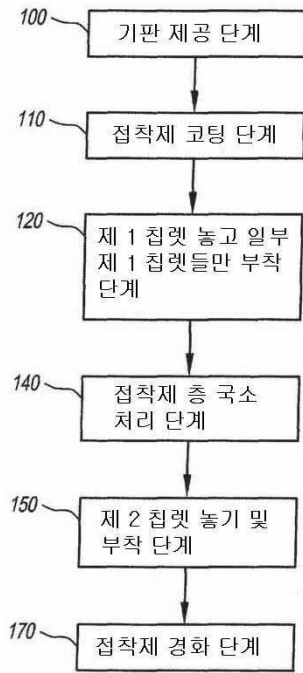 100
기판 제공 단계
110
접착제 코팅 단계
120
제 1 칩렛 놓고 일부
제 1 칩렛들만 부착
단계
140
접착제 층 국소
처리 단계
150
제 2 칩렛 놓기 및
부착 단계
170
접착제 경화 단계